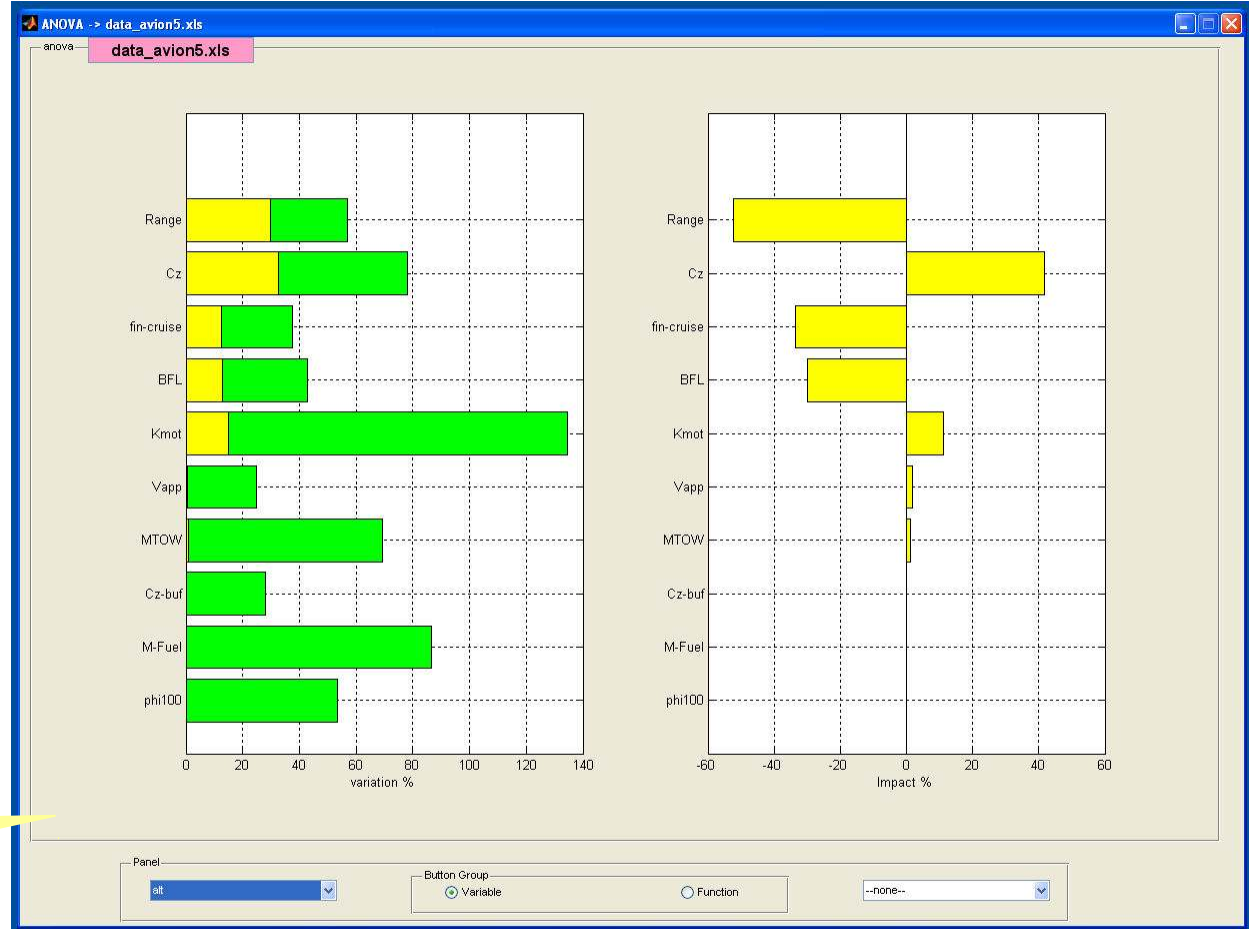 ANOVA -> data_avion5.xls
anova
data_avion5.xls
Range
Cz
fin-cruise
BFL
Kmot
Vapp
MTOW
Cz-buf
M-Fuel
phi100
0 20 40 60 80 100 120 140
variation %
Range
Cz
fin-cruise
BFL
Kmot
Vapp
MTOW
Cz-buf
M-Fuel
phi100
-60 -40 -20 0 20 40 60
Impact %
Panel
alt
Button Group
Variable Function
--none--